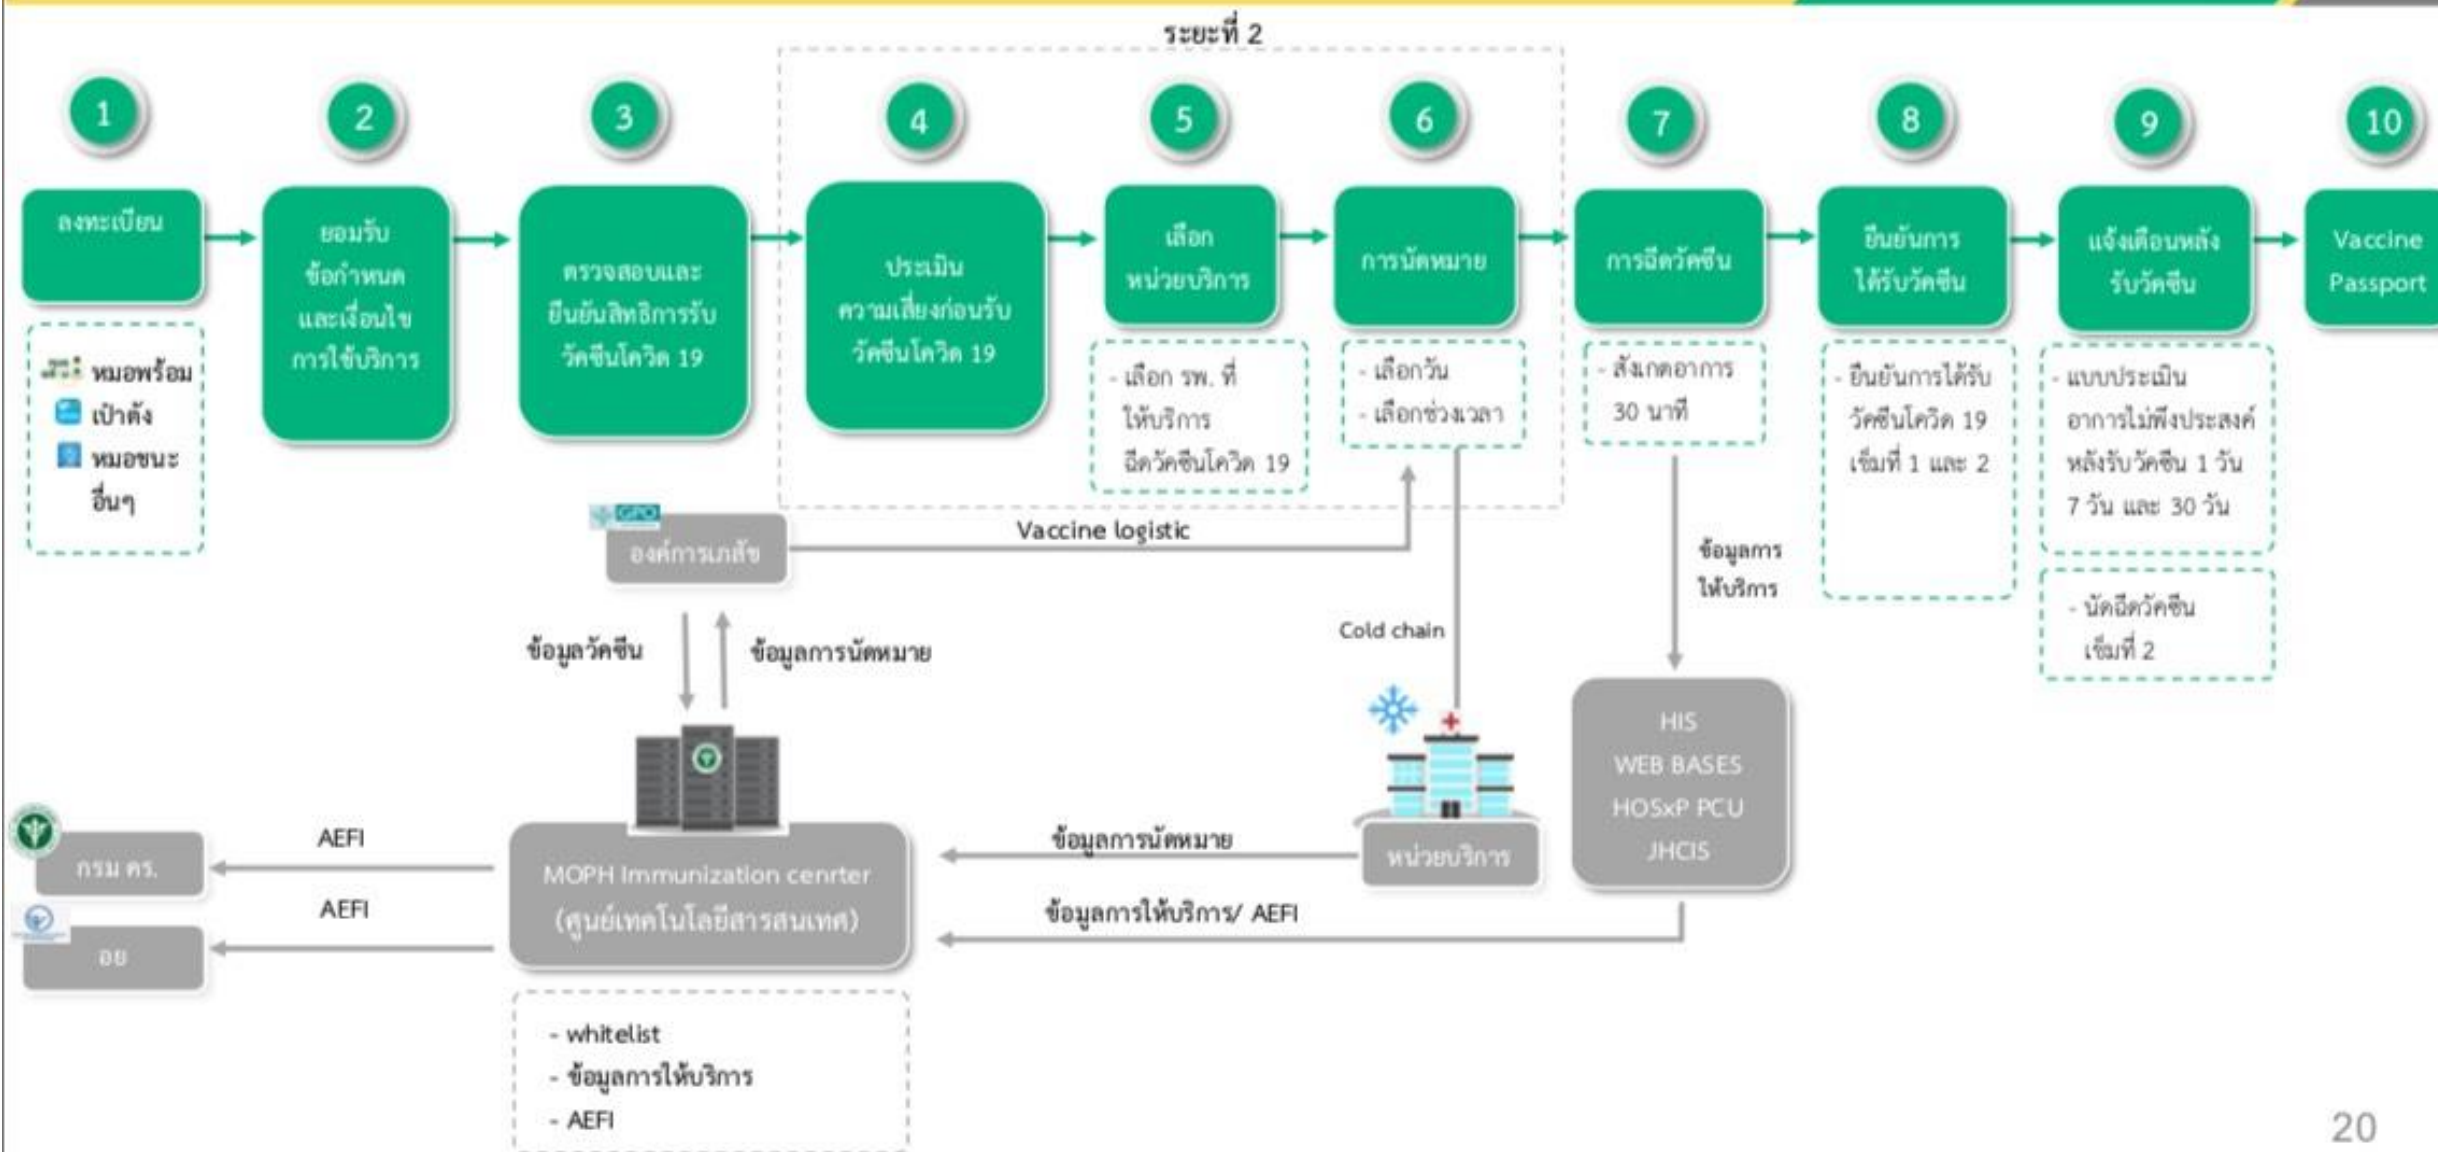 ระยะที่ 2
1
2
3
4
5
6
7
8
9
10
ลงทะเบียน
หมอพร้อม
เป๋าตัง
หมอชนะ
อื่นๆ
ยอมรับ
ข้อกำหนด
และเงื่อนไข
การใช้บริการ
ตรวจสอบและ
ยืนยันสิทธิการรับ
วัคซีนโควิด 19
ประเมิน
ความเสี่ยงก่อนรับ
วัคซีนโควิด 19
เลือก
หน่วยบริการ
- เลือก รพ. ที่
ให้บริการ
ฉีดวัคซีนโควิด 19
การนัดหมาย
- เลือกวัน
- เลือกช่วงเวลา
การฉีดวัคซีน
- สังเกตอาการ
30 นาที
ยืนยันการ
ได้รับวัคซีน
- ยืนยันการได้รับ
วัคซีนโควิด 19
เข็มที่ 1 และ 2
แจ้งเตือนหลัง
รับวัคซีน
- แบบประเมิน
อาการไม่พึงประสงค์
หลังรับวัคซีน 1 วัน
7 วัน และ 30 วัน
- นัดฉีดวัคซีน
เข็มที่ 2
Vaccine
Passport
GPO
องค์การเภสัช
Vaccine logistic
ข้อมูลวัคซีน
ข้อมูลการนัดหมาย
Cold chain
ข้อมูลการ
ให้บริการ
HIS
WEB BASES
HOSxP PCU
JHCIS
หน่วยบริการ
ข้อมูลการนัดหมาย
ข้อมูลการให้บริการ/ AEFI
MOPH Immunization cenrter
(ศูนย์เทคโนโลยีสารสนเทศ)
AEFI
กรม คร.
AEFI
อย
- whitelist
- ข้อมูลการให้บริการ
- AEFI
20